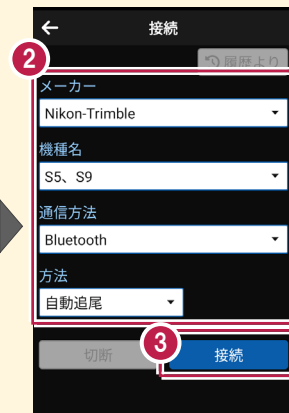 接続
2
履歴より
メーカー
Nikon-Trimble
機種名
S5、S9
通信方法
Bluetooth
方法
自動追尾
3
切断
接続